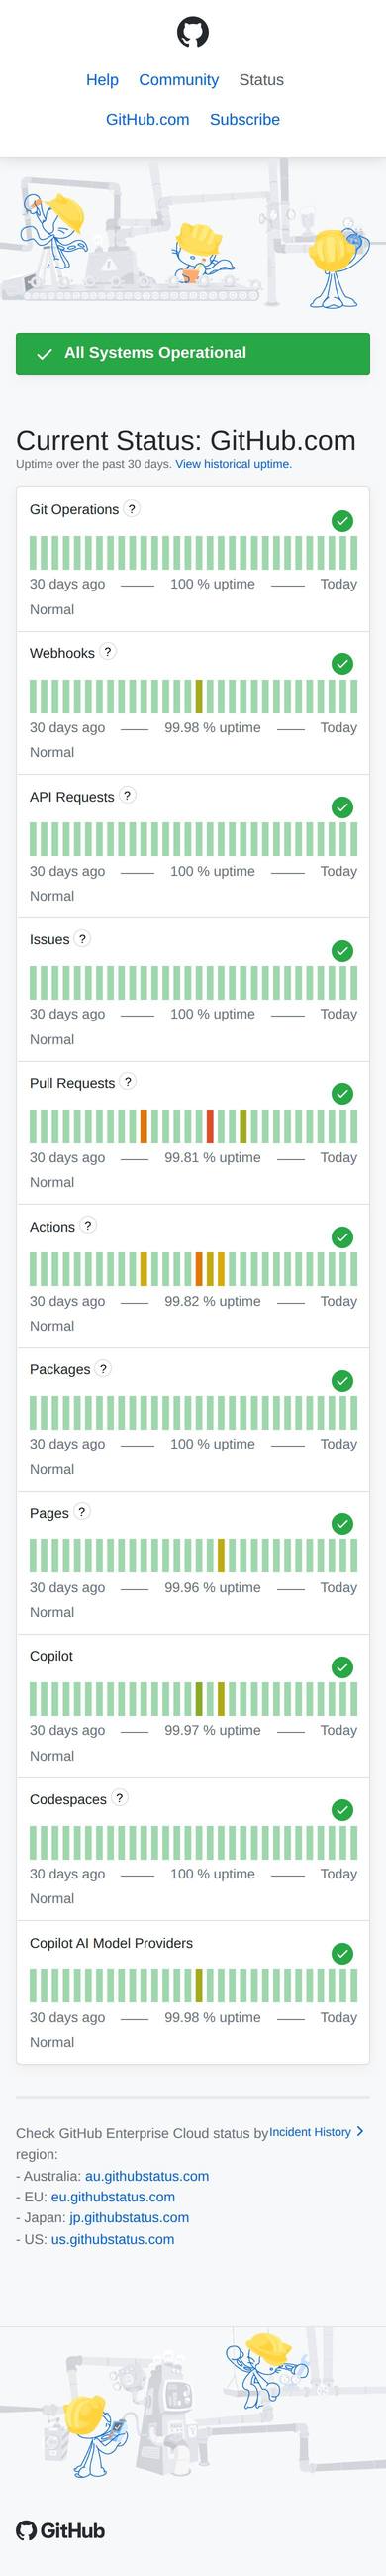 Help Community Status
GitHub.com Subscribe
All Systems Operational
Current Status: GitHub.com
Uptime over the past 30 days. View historical uptime.
Git Operations ?
30 days ago 100 % uptime Today
Normal
Webhooks ?
30 days ago 99.98 % uptime Today
Normal
API Requests ?
30 days ago 100 % uptime Today
Normal
Issues ?
30 days ago 100 % uptime Today
Normal
Pull Requests ?
30 days ago 99.81 % uptime Today
Normal
Actions ?
30 days ago 99.82 % uptime Today
Normal
Packages ?
30 days ago 100 % uptime Today
Normal
Pages ?
30 days ago 99.96 % uptime Today
Normal
Copilot
30 days ago 99.97 % uptime Today
Normal
Codespaces ?
30 days ago 100 % uptime Today
Normal
Copilot AI Model Providers
30 days ago 99.98 % uptime Today
Normal
Check GitHub Enterprise Cloud status by Incident History
region:
- Australia: au.githubstatus.com
- EU: eu.githubstatus.com
- Japan: jp.githubstatus.com
- US: us.githubstatus.com
GitHub